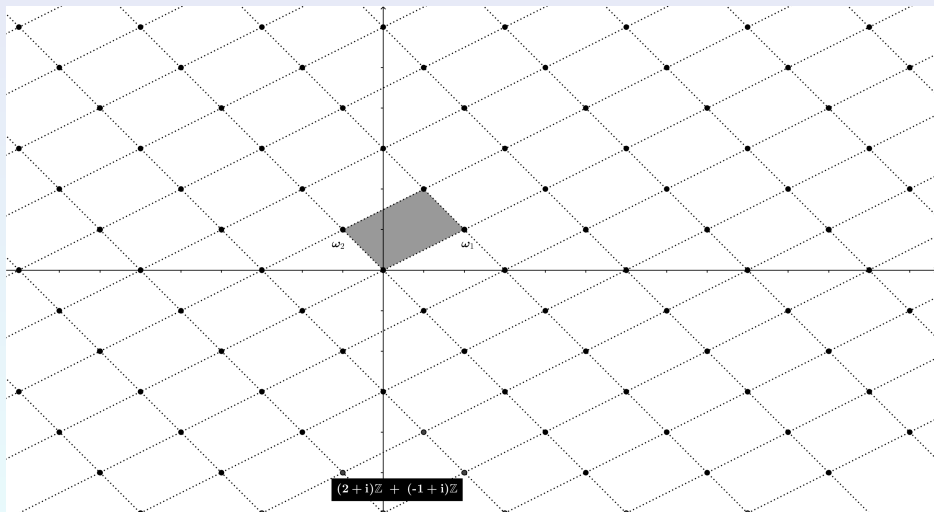 ω₂ ω₁
(2 + i)ℤ + (-1 + i)ℤ